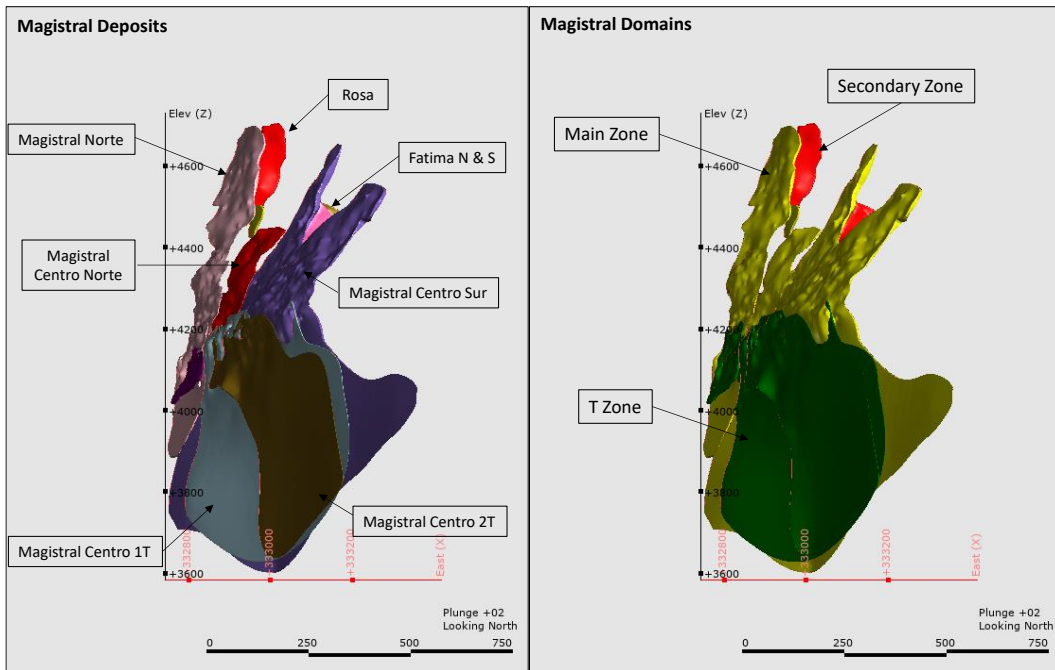 Magistral Deposits
Rosa
Elev (Z)
Magistral Norte
Fatima N & S
+4600
+4400
Magistral
Centro Norte
Magistral Centro Sur
+4200
+4000
+3800
Magistral Centro 2T
Magistral Centro 1T
+3600
+332800
+333000
+333200
East (X)
Plunge +02
Looking North
0 250 500 750
Magistral Domains
Secondary Zone
Elev (Z)
Main Zone
+4600
+4400
+4200
T Zone
+4000
+3800
+3600
+332800
+333000
+333200
East (X)
Plunge +02
Looking North
0 250 500 750